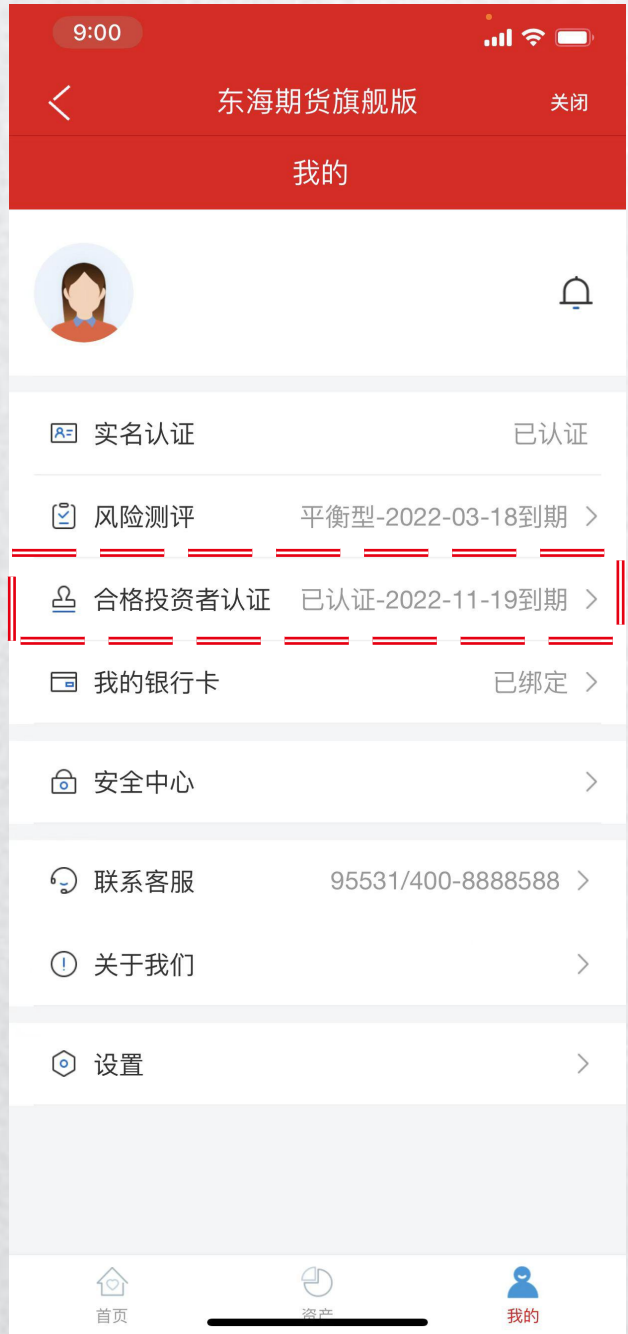 9:00
东海期货旗舰版 关闭
我的
实名认证 已认证
风险测评 平衡型-2022-03-18到期
合格投资者认证 已认证-2022-11-19到期
我的银行卡 已绑定
安全中心
联系客服 95531/400-8888588
关于我们
设置
首页 资产 我的